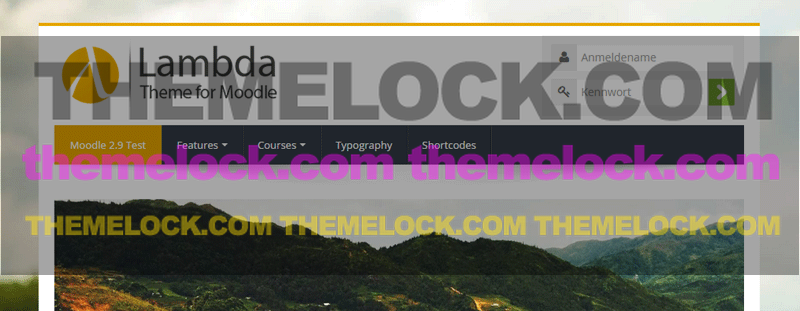 Lambda
Theme for Moodle
Anmeldename
Kennwort
THEMELOCK.COM
Moodle 2.9 Test Features Courses Typography Shortcodes
themelock.com themelock.com
THEMELOCK.COM THEMELOCK.COM THEMELOCK.COM